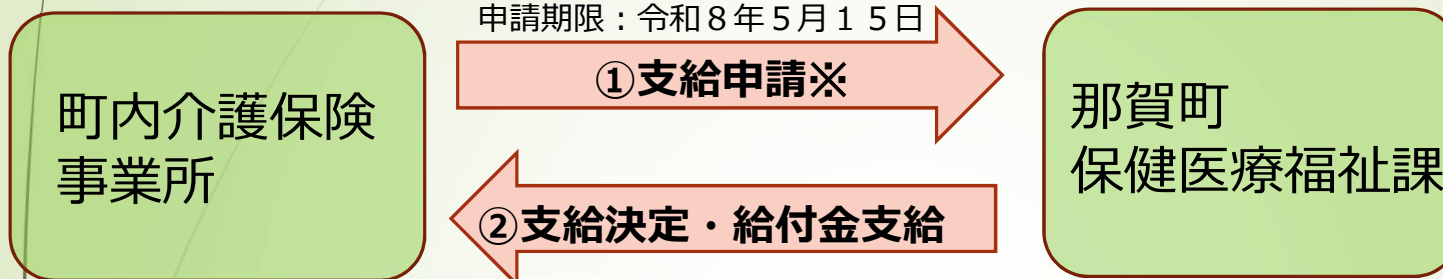 申請期限：令和８年５月１５日
①支給申請※
町内介護保険
事業所
那賀町
保健医療福祉課
②支給決定・給付金支給